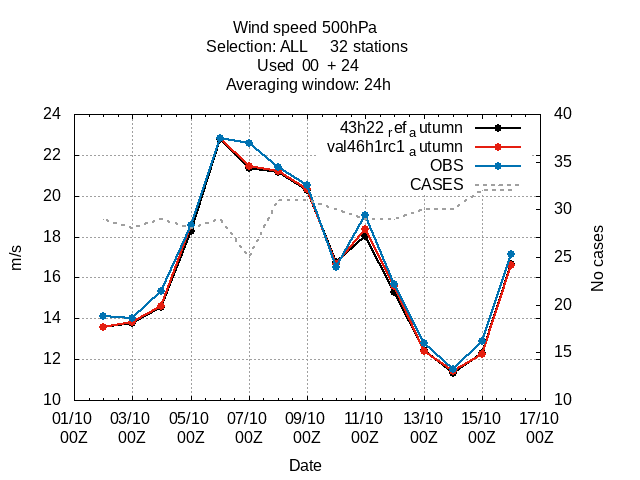 Wind speed 500hPa
Selection: ALL     32 stations
Used  00  + 24
Averaging window: 24h
24
22
20
18
16
14
12
10
m/s
40
35
30
25
20
15
10
No cases
43h22_ref_autumn
val46h1rc1_autumn
OBS
CASES
01/10 03/10 05/10 07/10 09/10 11/10 13/10 15/10 17/10
00Z 00Z 00Z 00Z 00Z 00Z 00Z 00Z 00Z
Date